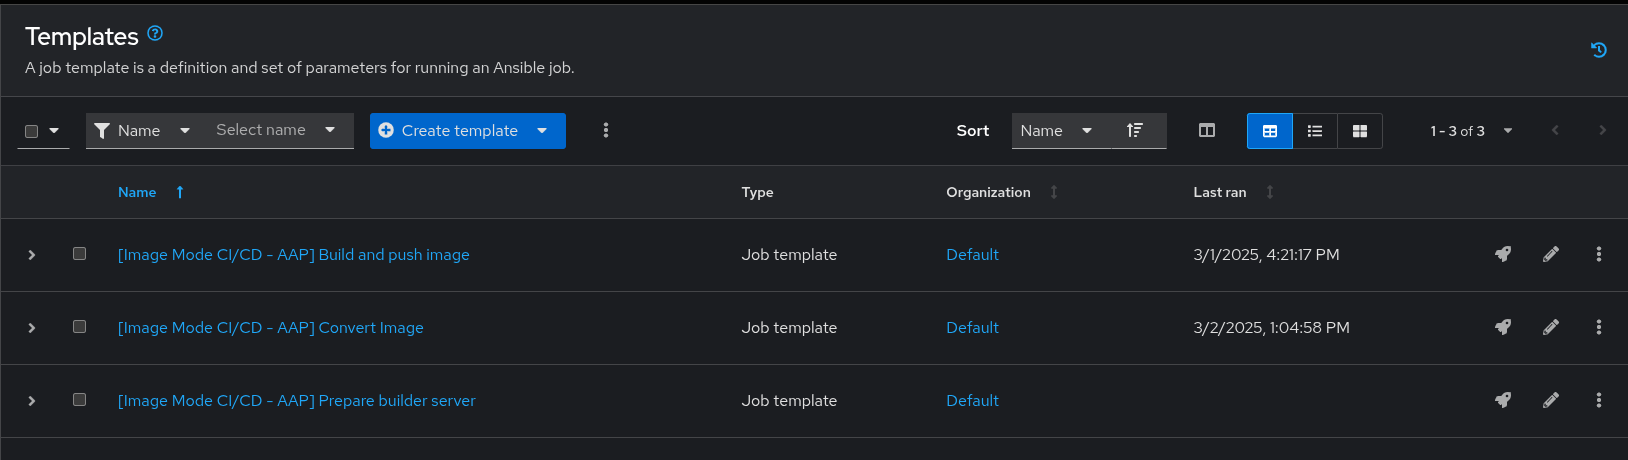 Templates
A job template is a definition and set of parameters for running an Ansible job.
Name Select name Create template Sort Name 1 - 3 of 3
Name Type Organization Last ran
[Image Mode CI/CD - AAP] Build and push image Job template Default 3/1/2025, 4:21:17 PM
[Image Mode CI/CD - AAP] Convert Image Job template Default 3/2/2025, 1:04:58 PM
[Image Mode CI/CD - AAP] Prepare builder server Job template Default